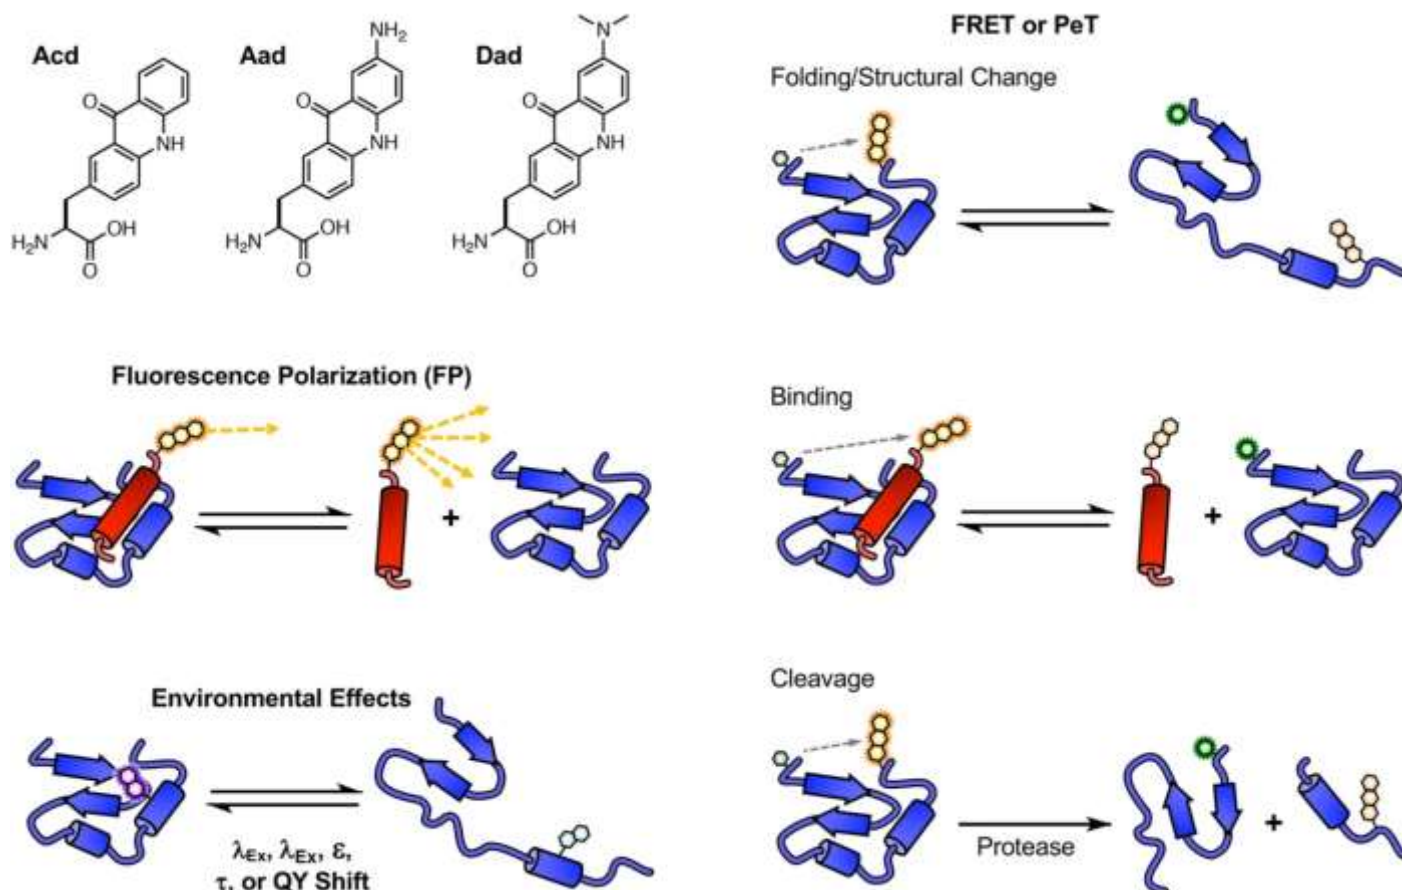 Acd
Aad
Dad
O
NH
H₂N
OH
O
NH₂
O
NH
H₂N
OH
O
N
O
NH
H₂N
OH
O
FRET or PeT
Folding/Structural Change
Fluorescence Polarization (FP)
+
Binding
+
Environmental Effects
λEx, λEx, ε,
τ, or QY Shift
Cleavage
Protease
+